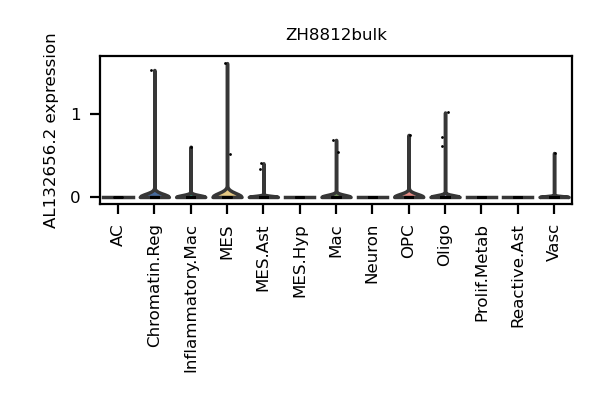 ZH8812bulk
AL132656.2 expression
1
0
AC
Chromatin.Reg
Inflammatory.Mac
MES
MES.Ast
MES.Hyp
Mac
Neuron
OPC
Oligo
Prolif.Metab
Reactive.Ast
Vasc